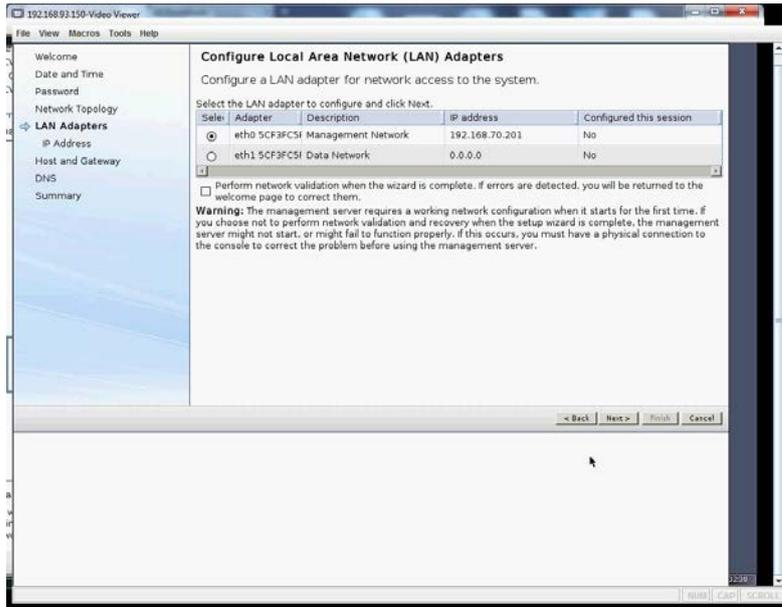 192.168.93.150-Video Viewer
File View Macros Tools Help
Welcome
Date and Time
Password
Network Topology
LAN Adapters
IP Address
Host and Gateway
DNS
Summary
Configure Local Area Network (LAN) Adapters
Configure a LAN adapter for network access to the system.
Select the LAN adapter to configure and click Next.
Sele Adapter Description IP address Configured this session
eth0 5CF3FC5F Management Network 192.168.70.201 No
eth1 5CF3FC5F Data Network 0.0.0.0 No
Perform network validation when the wizard is complete. If errors are detected, you will be returned to the
welcome page to correct them.
Warning: The management server requires a working network configuration when it starts for the first time. If
you choose not to perform network validation and recovery when the setup wizard is complete, the management
server might not start, or might fail to function properly. If this occurs, you must have a physical connection to
the console to correct the problem before using the management server.
< Back Next > Finish Cancel
NUM CAP SCROLL